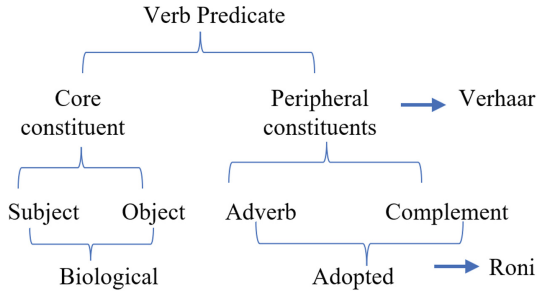 Verb Predicate
Core
constituent
Peripheral
constituents
Verhaar
Subject
Object
Adverb
Complement
Biological
Adopted
Roni